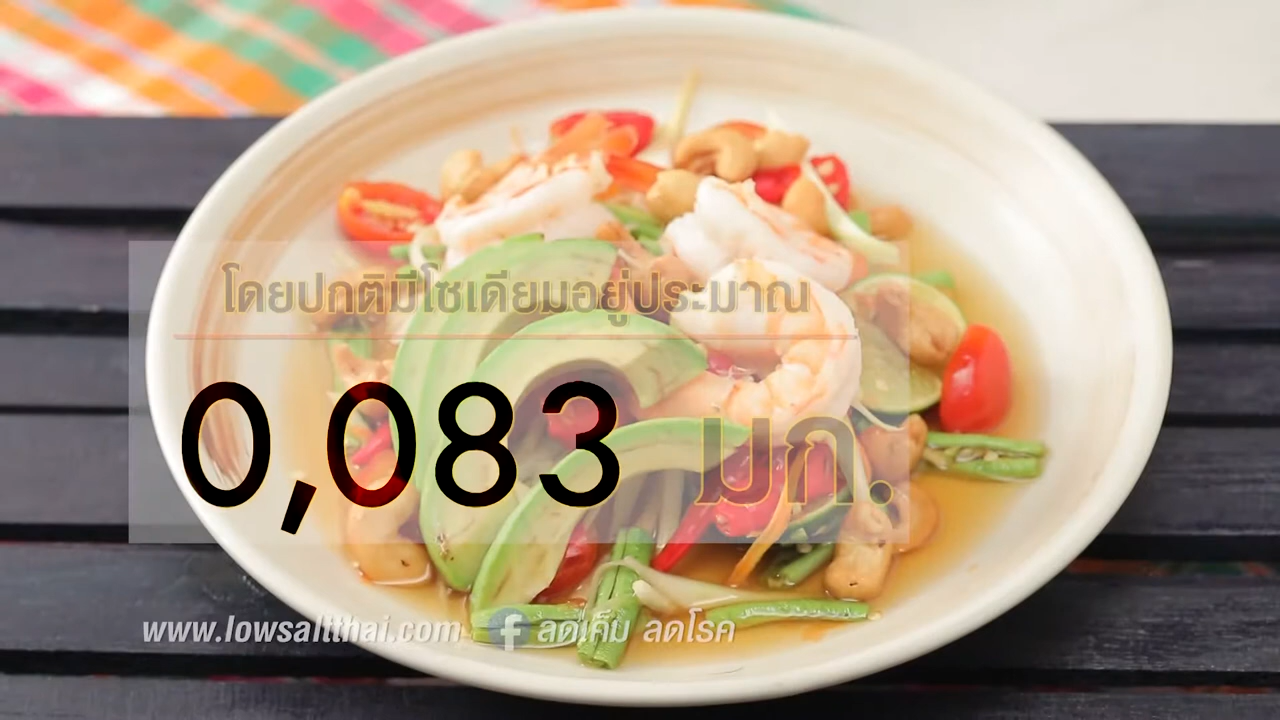 โดยปกติมีโซเดียมอยู่ประมาณ
0,083 มก.
www.lowsaltthai.com f ลดเค็ม ลดโรค